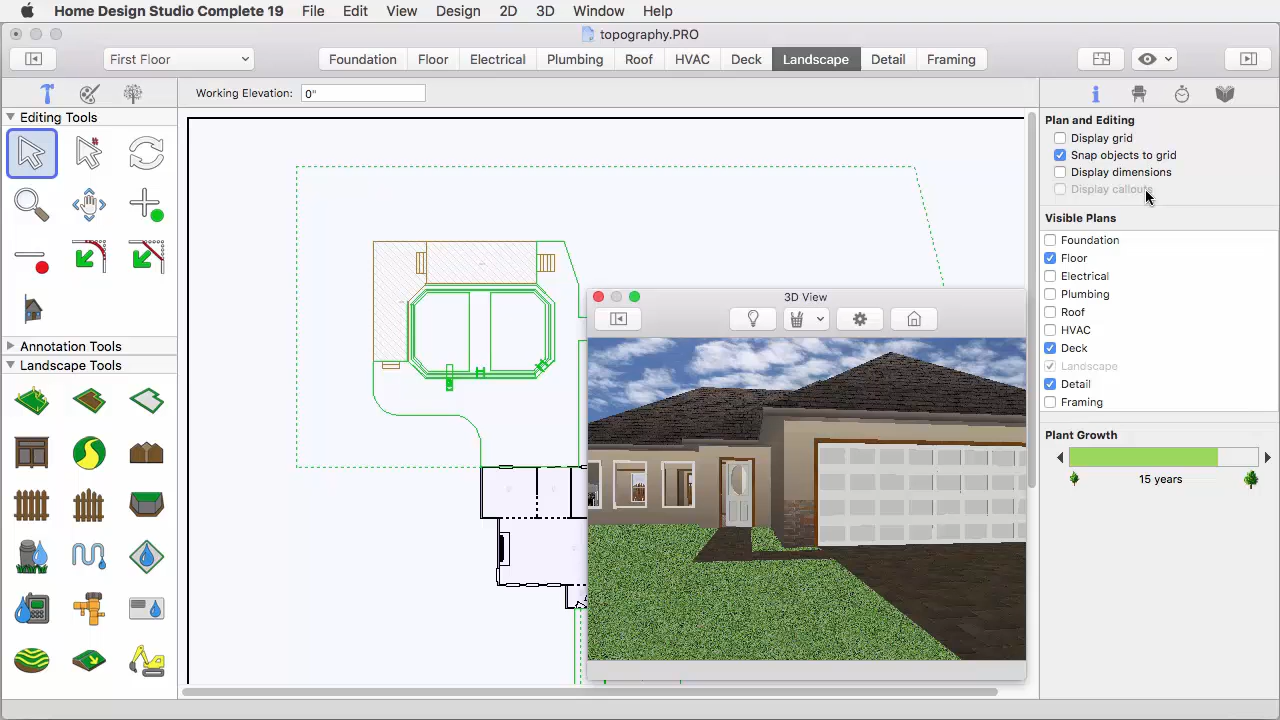 Home Design Studio Complete 19 File Edit View Design 2D 3D Window Help
topography.PRO
First Floor Foundation Floor Electrical Plumbing Roof HVAC Deck Landscape Detail Framing
Working Elevation: 0"
Editing Tools
Annotation Tools
Landscape Tools
3D View
Plan and Editing
Display grid
Snap objects to grid
Display dimensions
Display callouts
Visible Plans
Foundation
Floor
Electrical
Plumbing
Roof
HVAC
Deck
Landscape
Detail
Framing
Plant Growth
15 years